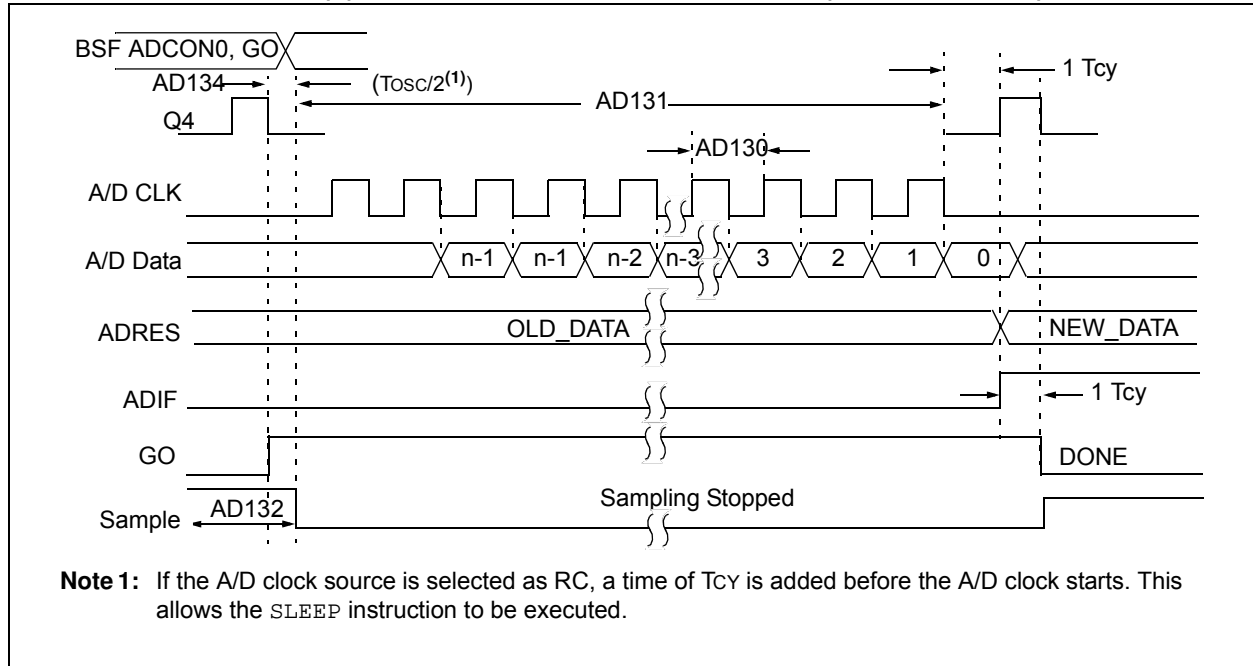 BSF ADCON0, GO
AD134 (TOSC/2(1)) 1 Tcy
AD131
Q4
AD130
A/D CLK
A/D Data n-1 n-1 n-2 n-3 3 2 1 0
ADRES OLD_DATA NEW_DATA
ADIF 1 Tcy
GO DONE
Sample AD132 Sampling Stopped
Note 1: If the A/D clock source is selected as RC, a time of TCY is added before the A/D clock starts. This
allows the SLEEP instruction to be executed.